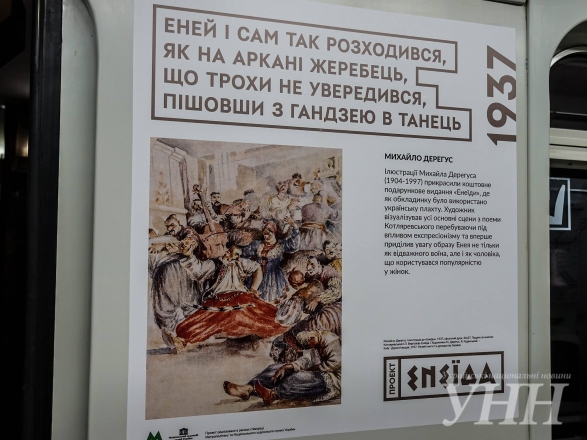 ЕНЕЙ І САМ ТАК РОЗХОДИВСЯ,
ЯК НА АРКАНІ ЖЕРЕБЕЦЬ,
ЩО ТРОХИ НЕ УВЕРЕДИВСЯ,
ПІШОВШИ З ГАНДЗЕЮ В ТАНЕЦЬ
1937
МИХАЙЛО ДЕРЕГУС
Ілюстрації Михайла Дерегуса
(1904-1997) прикрасили коштовне
подарункове видання «Енеїди», де
як обкладинку було використано
українську плахту. Художник
візуалізував усі основні сцени з поеми
Котляревського перебуваючи під
впливом експресіонізму та вперше
приділив увагу образу Енея не тільки
як відважного воїна, але і як чоловіка,
що користувався популярністю
у жінок.
ПРОЕКТ
ЕНЕЇДА
національні новини
УНН